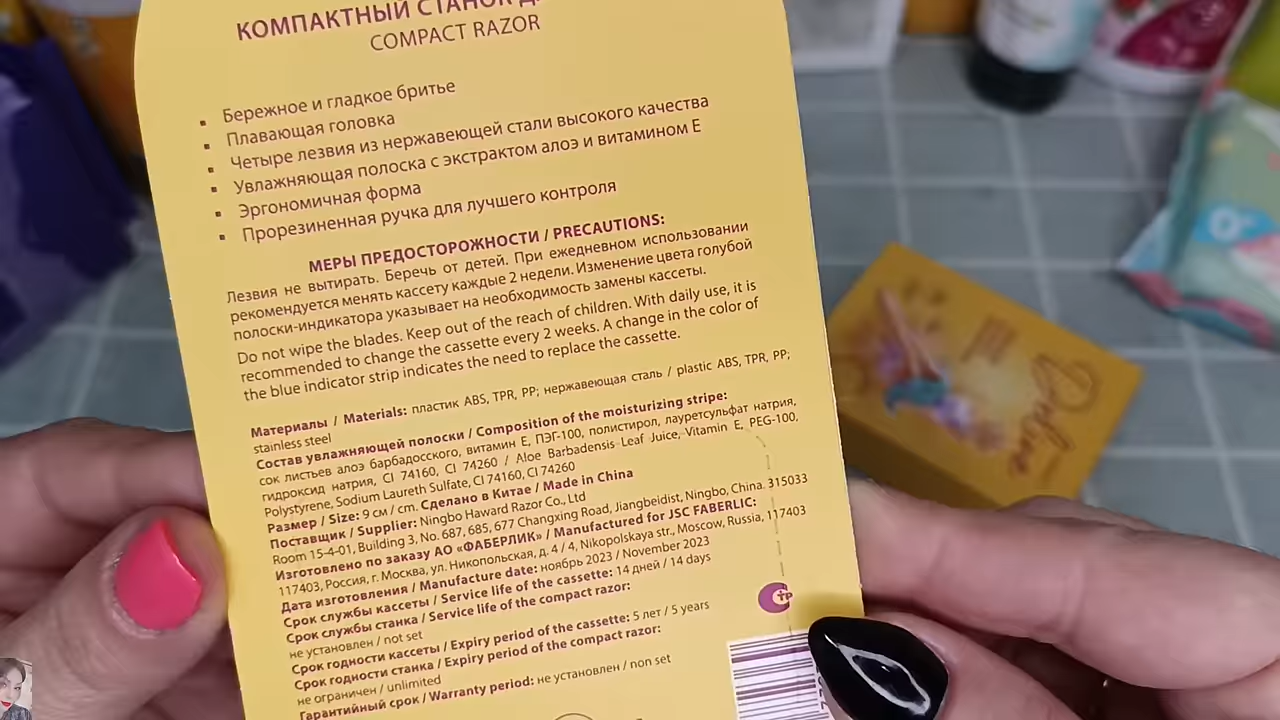 КОМПАКТНЫЙ СТАНОК
COMPACT RAZOR
▪ Бережное и гладкое бритье
▪ Плавающая головка
▪ Четыре лезвия из нержавеющей стали высокого качества
▪ Увлажняющая полоска с экстрактом алоэ и витамином Е
▪ Эргономичная форма
▪ Прорезиненная ручка для лучшего контроля
МЕРЫ ПРЕДОСТОРОЖНОСТИ / PRECAUTIONS:
Лезвия не вытирать. Беречь от детей. При ежедневном использовании
рекомендуется менять кассету каждые 2 недели. Изменение цвета голубой
полоски-индикатора указывает на необходимость замены кассеты.
Do not wipe the blades. Keep out of the reach of children. With daily use, it is
recommended to change the cassette every 2 weeks. A change in the color of
the blue indicator strip indicates the need to replace the cassette.
Материалы / Materials: пластик ABS, TPR, PP; нержавеющая сталь / plastic ABS, TPR, PP;
stainless steel
Состав увлажняющей полоски / Composition of the moisturizing stripe:
сок листьев алоэ барбадосского, витамин Е, ПЭГ-100, полистирол, лауретсульфат натрия,
гидроксид натрия, CI 74160, CI 74260 / Aloe Barbadensis Leaf Juice, Vitamin E, PEG-100,
Polystyrene, Sodium Laureth Sulfate, CI 74160, CI 74260
Размер / Size: 9 см / cm. Сделано в Китае / Made in China
Поставщик / Supplier: Ningbo Haward Razor Co., Ltd
Room 15-4-01, Building 3, No. 687, 685, 677 Changxing Road, Jiangbeidist, Ningbo, China. 315033
Изготовлено по заказу АО «ФАБЕРЛИК» / Manufactured for JSC FABERLIC:
117403, Россия, г. Москва, ул. Никопольская, д. 4 / 4, Nikopolskaya str., Moscow, Russia, 117403
Дата изготовления / Manufacture date: ноябрь 2023 / November 2023
Срок службы кассеты / Service life of the cassette: 14 дней / 14 days
Срок службы станка / Service life of the compact razor:
не установлен / not set
Срок годности кассеты / Expiry period of the cassette: 5 лет / 5 years
Срок годности станка / Expiry period of the compact razor:
не ограничен / unlimited
Гарантийный срок / Warranty period: не установлен / non set